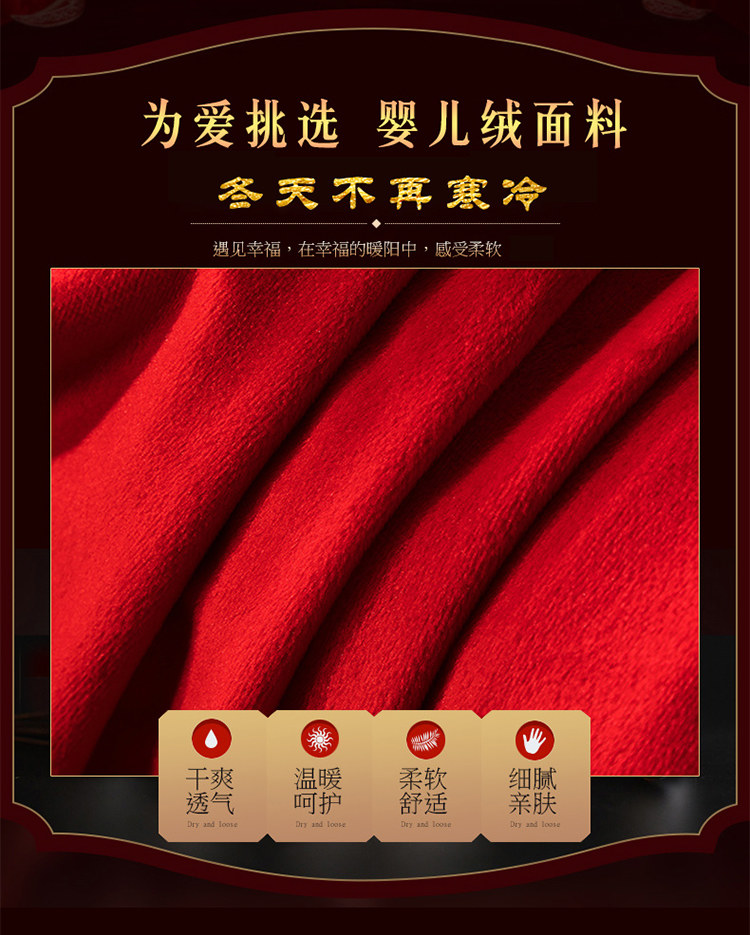 为爱挑选 婴儿绒面料
冬天不再寒冷
遇见幸福，在幸福的暖阳中，感受柔软
干爽
透气
Dry and loose
温暖
呵护
Dry and loose
柔软
舒适
Dry and loose
细腻
亲肤
Dry and loose